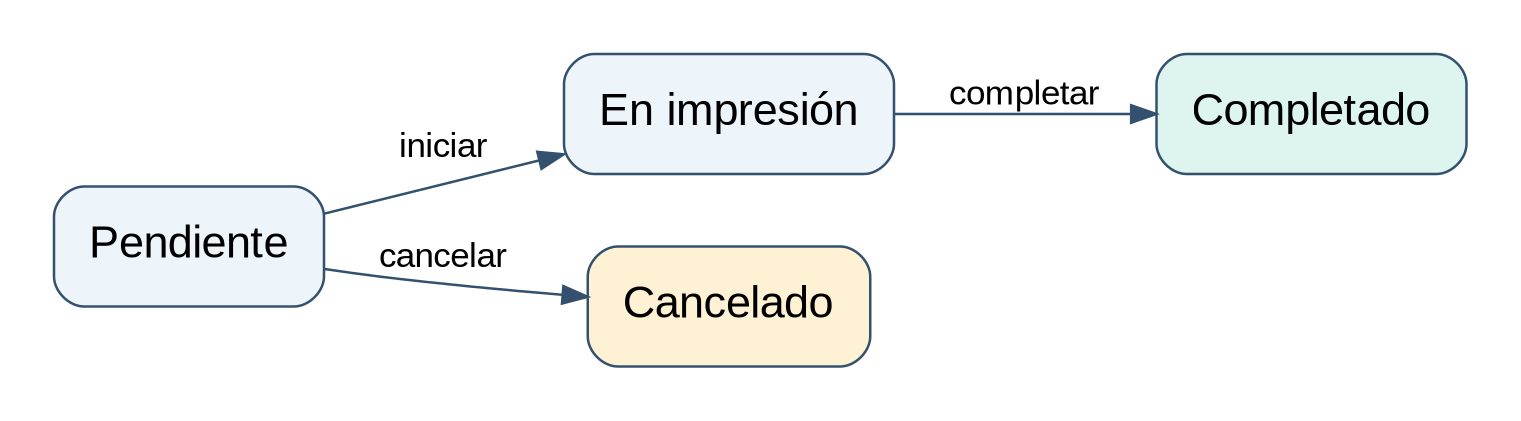 En impresión
completar
Completado
iniciar
Pendiente
cancelar
Cancelado